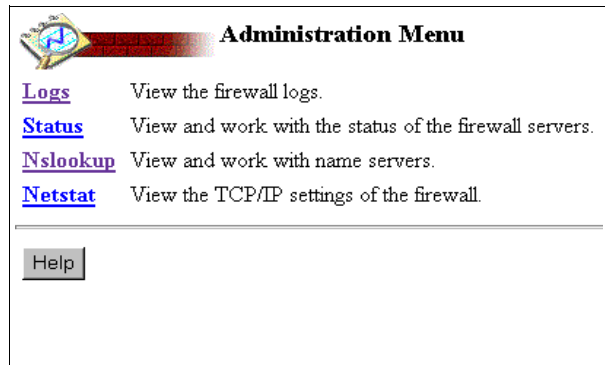 Administration Menu
Logs View the firewall logs.
Status View and work with the status of the firewall servers.
Nslookup View and work with name servers.
Netstat View the TCP/IP settings of the firewall.
Help